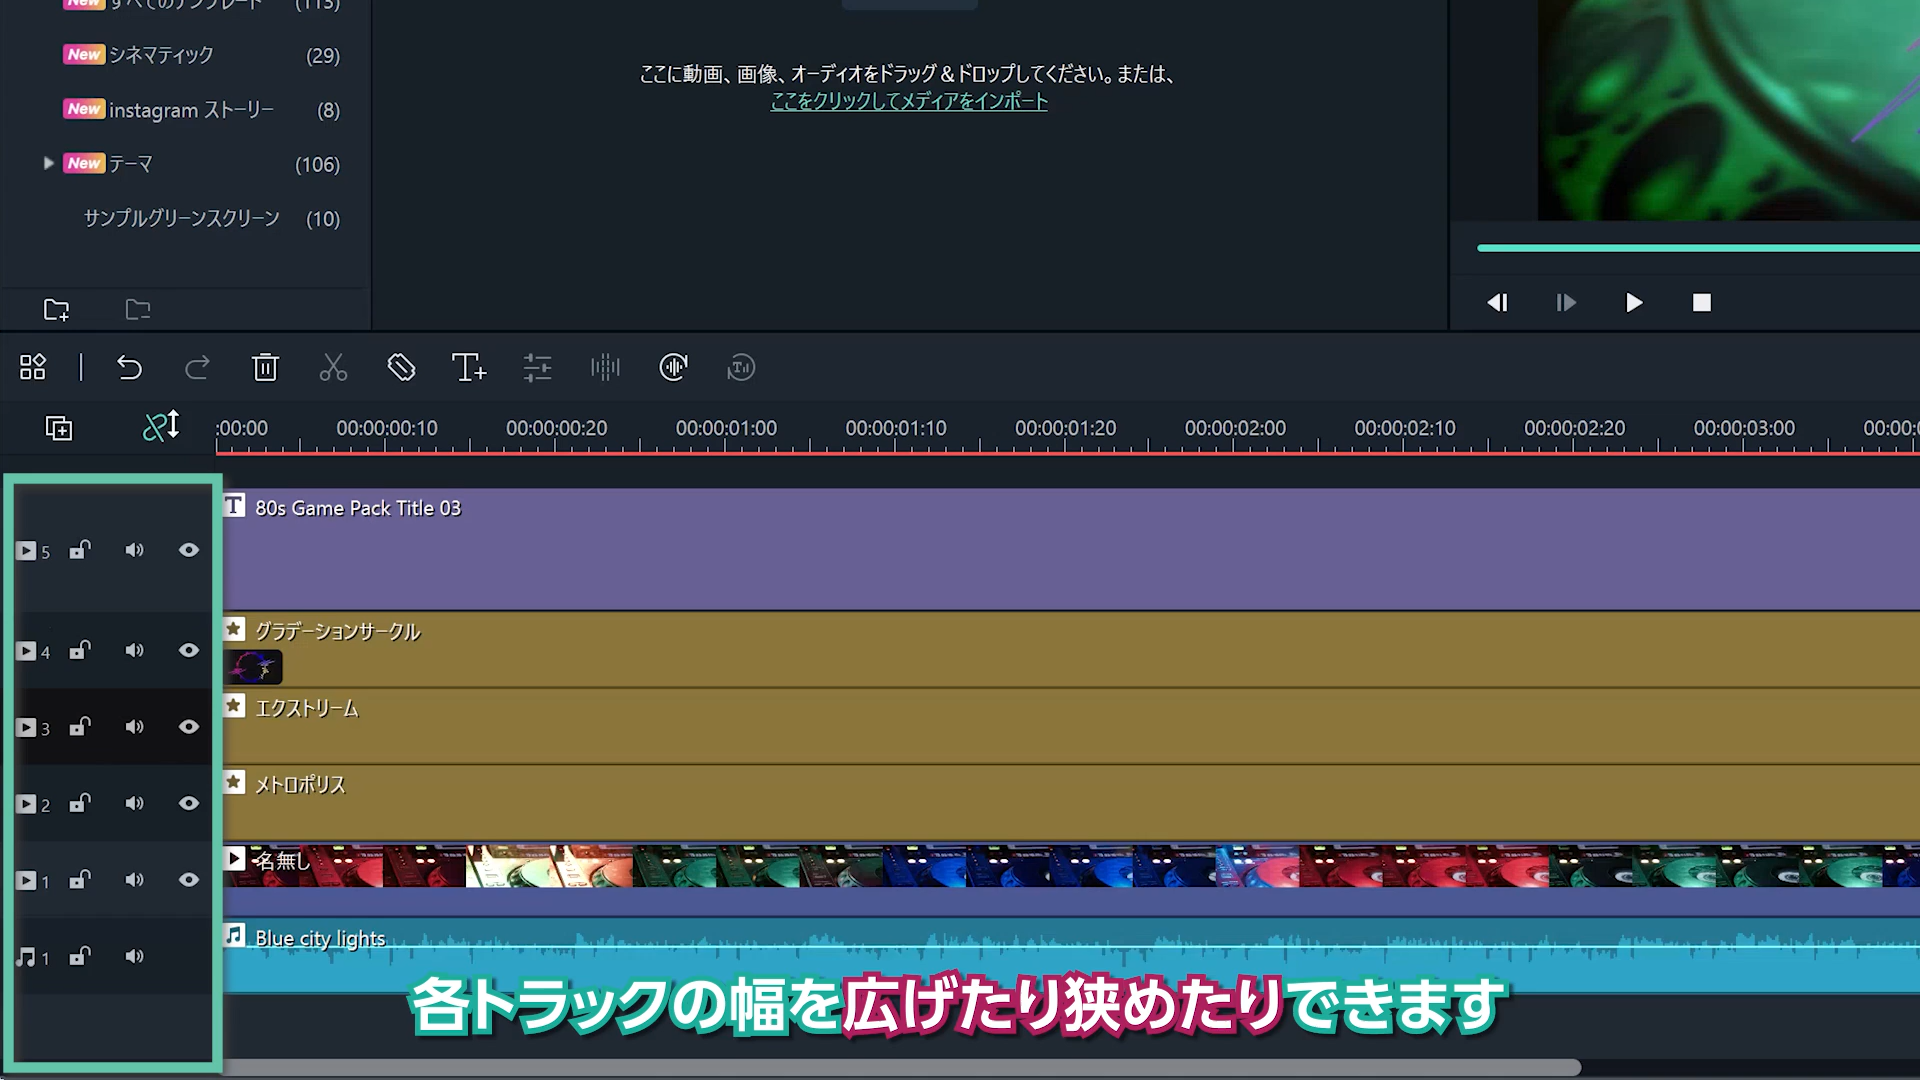 New すべてのテンプレート (113)
New シネマティック (29)
New instagram ストーリー (8)
New テーマ (106)
サンプルグリーンスクリーン (10)
ここに動画、画像、オーディオをドラッグ＆ドロップしてください。または、
ここをクリックしてメディアをインポート
:00:00 00:00:00:10 00:00:00:20 00:00:01:00 00:00:01:10 00:00:01:20 00:00:02:00 00:00:02:10 00:00:02:20 00:00:03:00 00:00:0
5 80s Game Pack Title 03
4 グラデーションサークル
3 エクストリーム
2 メトロポリス
1 名無し
1 Blue city lights
各トラックの幅を広げたり狭めたりできます